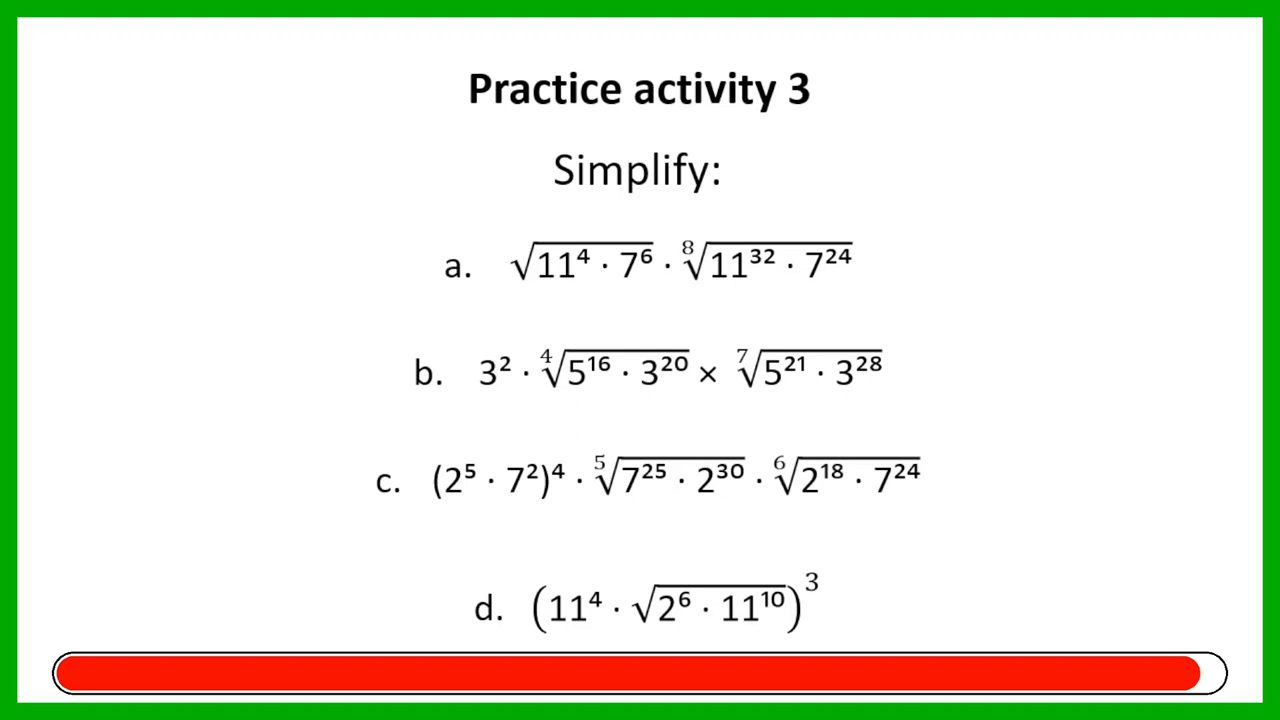 Practice activity 3
Simplify:
a. √11⁴ · 7⁶ · ⁸√11³² · 7²⁴
b. 3² · ⁴√5¹⁶ · 3²⁰ × ⁷√5²¹ · 3²⁸
c. (2⁵ · 7²)⁴ · ⁵√7²⁵ · 2³⁰ · ⁶√2¹⁸ · 7²⁴
d. (11⁴ · √2⁶ · 11¹⁰)³